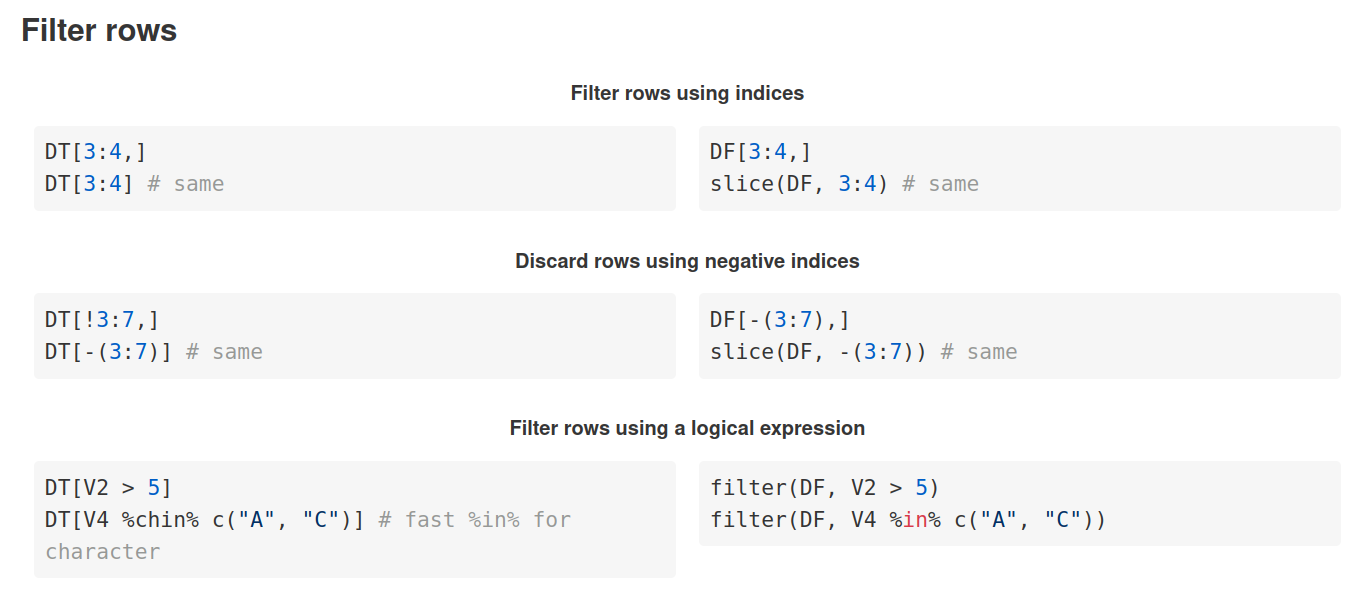 Filter rows
Filter rows using indices
DT[3:4,]
DT[3:4] # same
DF[3:4,]
slice(DF, 3:4) # same
Discard rows using negative indices
DT[!3:7,]
DT[-(3:7)] # same
DF[-(3:7),]
slice(DF, -(3:7)) # same
Filter rows using a logical expression
DT[V2 > 5]
DT[V4 %chin% c("A", "C")] # fast %in% for
character
filter(DF, V2 > 5)
filter(DF, V4 %in% c("A", "C"))